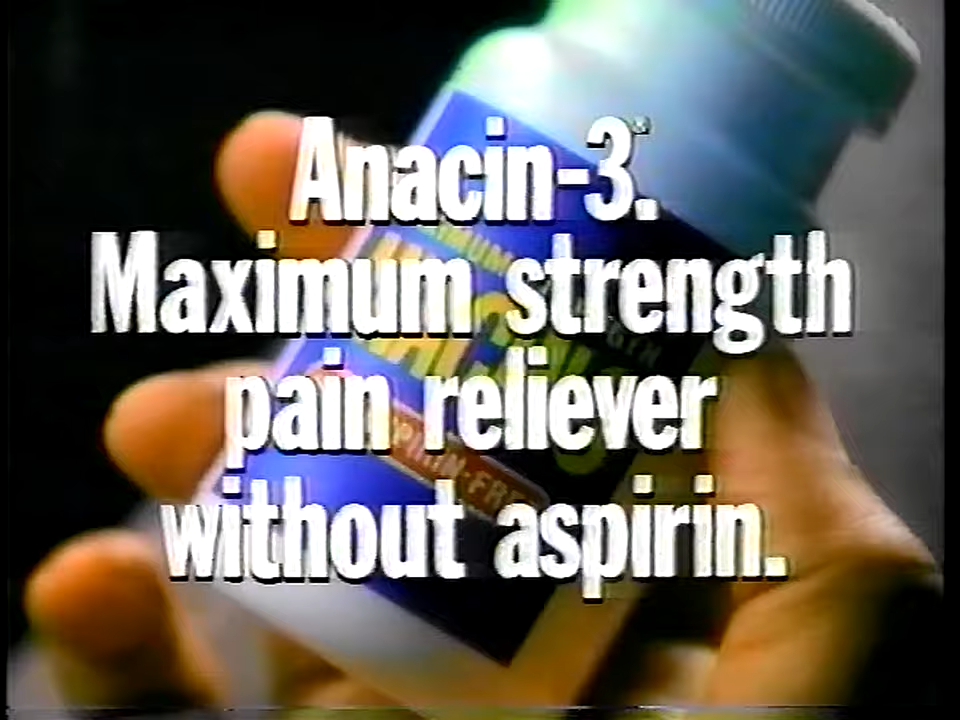 Anacin-3.
Maximum strength
pain reliever
without aspirin.